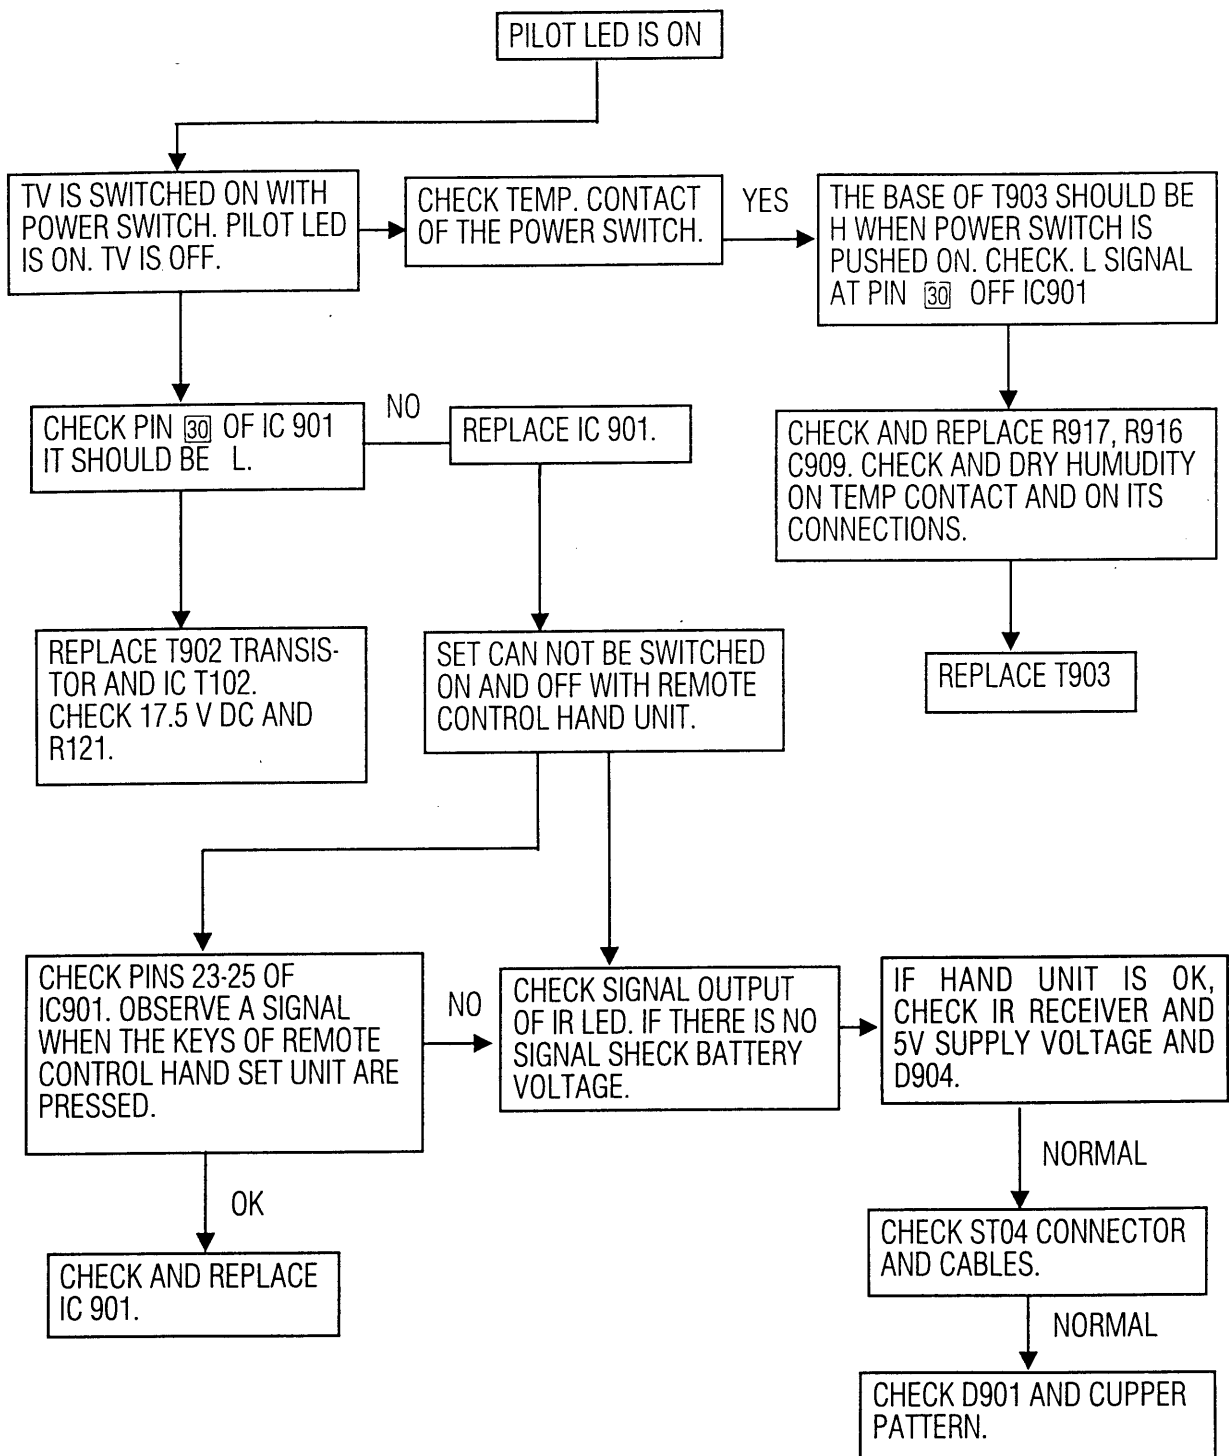 PILOT LED IS ON
TV IS SWITCHED ON WITH
POWER SWITCH. PILOT LED
IS ON. TV IS OFF.
CHECK TEMP. CONTACT
OF THE POWER SWITCH.
YES
THE BASE OF T903 SHOULD BE
H WHEN POWER SWITCH IS
PUSHED ON. CHECK. L SIGNAL
AT PIN 30 OFF IC901
CHECK PIN 30 OF IC 901
IT SHOULD BE L.
NO
REPLACE IC 901.
CHECK AND REPLACE R917, R916
C909. CHECK AND DRY HUMUDITY
ON TEMP CONTACT AND ON ITS
CONNECTIONS.
REPLACE T902 TRANSIS-
TOR AND IC T102.
CHECK 17.5 V DC AND
R121.
SET CAN NOT BE SWITCHED
ON AND OFF WITH REMOTE
CONTROL HAND UNIT.
REPLACE T903
CHECK PINS 23-25 OF
IC901. OBSERVE A SIGNAL
WHEN THE KEYS OF REMOTE
CONTROL HAND SET UNIT ARE
PRESSED.
NO
CHECK SIGNAL OUTPUT
OF IR LED. IF THERE IS NO
SIGNAL SHECK BATTERY
VOLTAGE.
IF HAND UNIT IS OK,
CHECK IR RECEIVER AND
5V SUPPLY VOLTAGE AND
D904.
OK
NORMAL
CHECK AND REPLACE
IC 901.
CHECK ST04 CONNECTOR
AND CABLES.
NORMAL
CHECK D901 AND CUPPER
PATTERN.